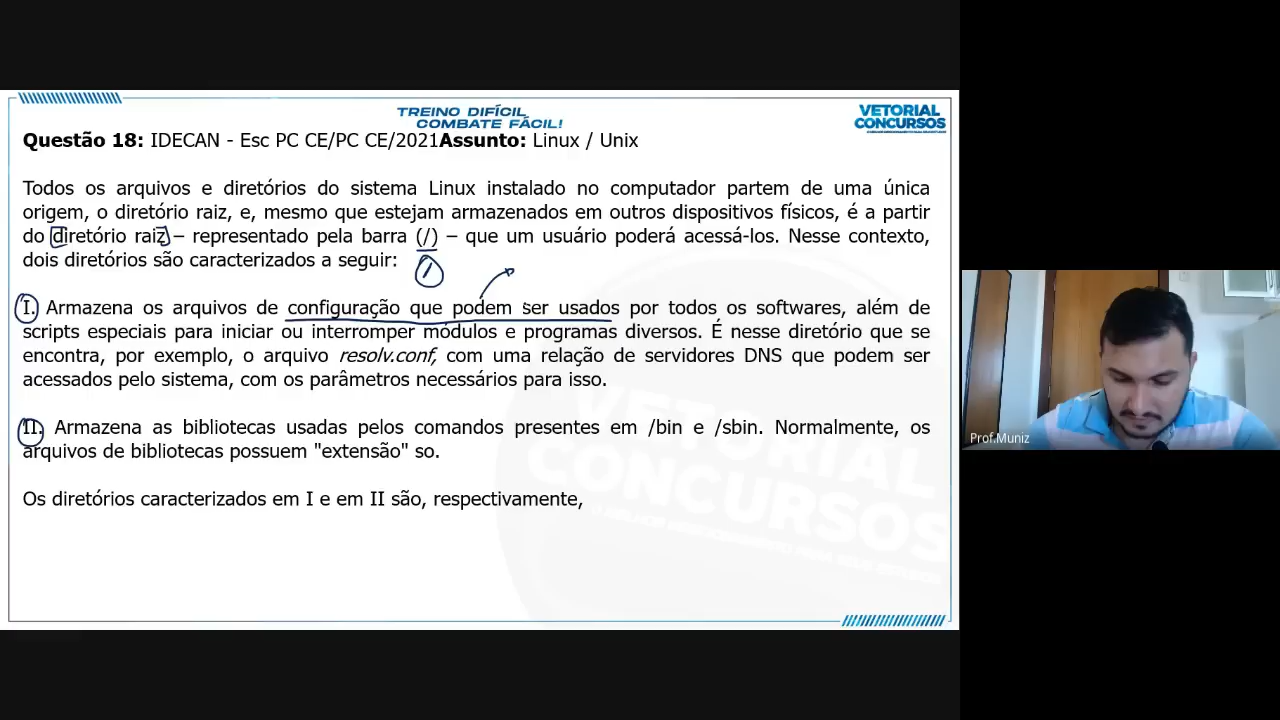 TREINO DIFÍCIL
COMBATE FÁCIL!
VETORIAL
CONCURSOS
Questão 18: IDECAN - Esc PC CE/PC CE/2021Assunto: Linux / Unix
Todos os arquivos e diretórios do sistema Linux instalado no computador partem de uma única
origem, o diretório raiz, e, mesmo que estejam armazenados em outros dispositivos físicos, é a partir
do diretório raiz – representado pela barra (/) – que um usuário poderá acessá-los. Nesse contexto,
dois diretórios são caracterizados a seguir:
I. Armazena os arquivos de configuração que podem ser usados por todos os softwares, além de
scripts especiais para iniciar ou interromper módulos e programas diversos. É nesse diretório que se
encontra, por exemplo, o arquivo resolv.conf, com uma relação de servidores DNS que podem ser
acessados pelo sistema, com os parâmetros necessários para isso.
II. Armazena as bibliotecas usadas pelos comandos presentes em /bin e /sbin. Normalmente, os
arquivos de bibliotecas possuem "extensão" so.
Os diretórios caracterizados em I e em II são, respectivamente,
VETORIAL
CONCURSOS
Prof.Muniz